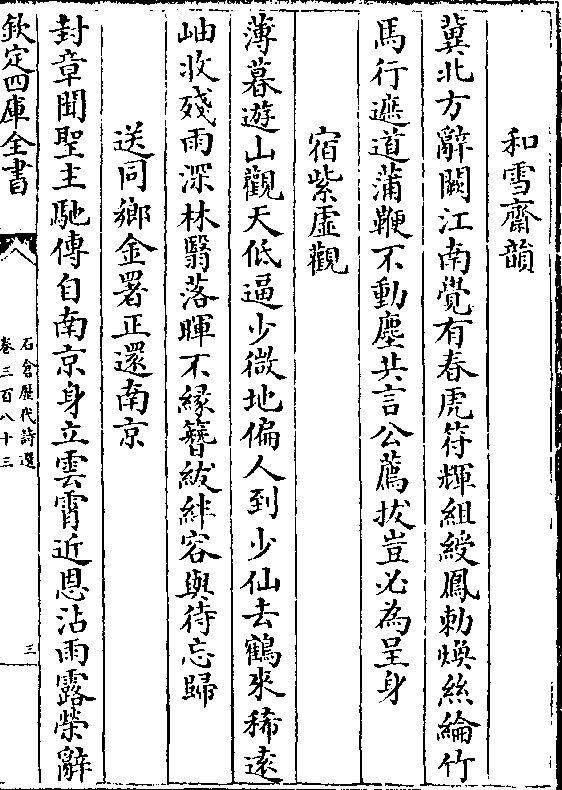 和雪齋韻
冀北方辭闕江南覺有春虎符輝組綬鳳勅煥絲綸竹
馬行遮道蒲鞭不動塵共言公薦拔豈必為呈身
宿紫虛觀
薄暮遊山觀天低逼少微地偏人到少仙去鶴來稀遠
岫收殘雨深林翳落暉不緣簪紱絆容與待忘歸
送同鄉金署正還南京
封章聞聖主馳傳自南京身立雲霄近恩沾雨露榮辭
欽定四庫全書
石倉歷代詩選
卷三百八十三
三